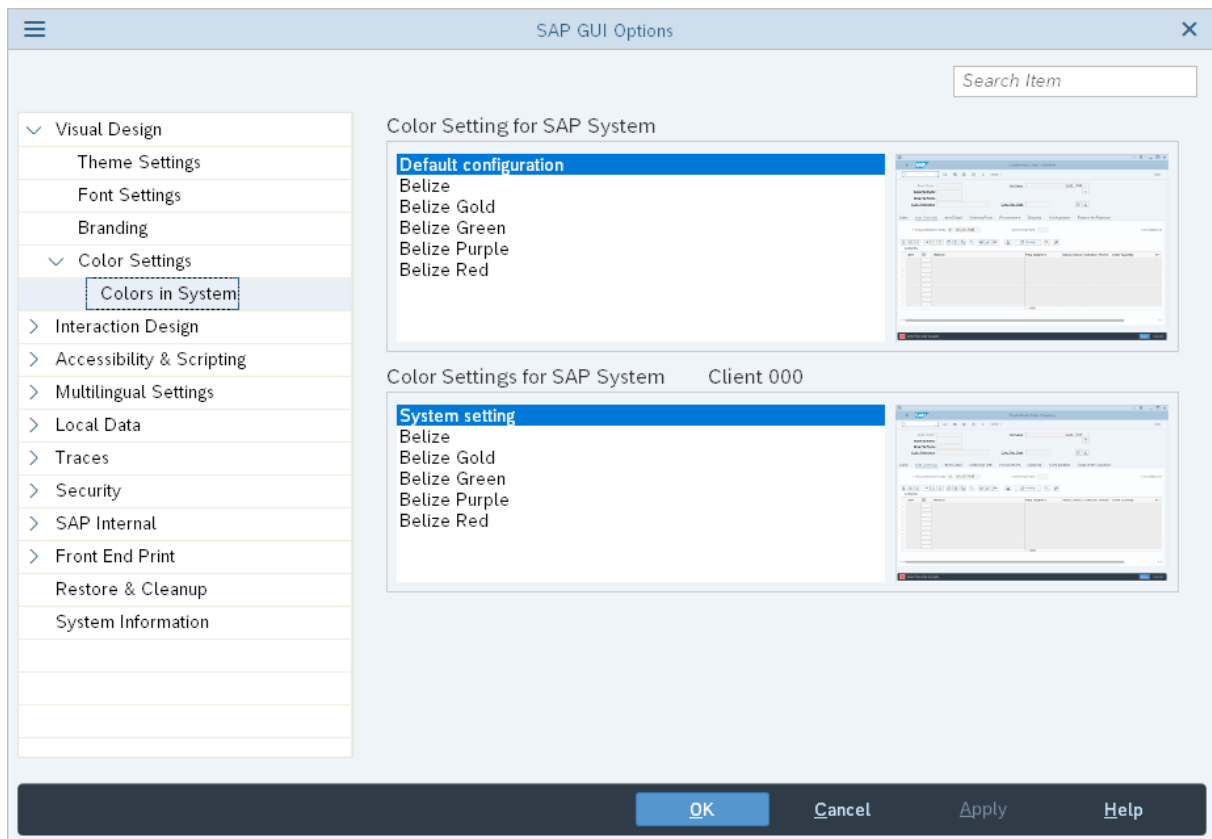 SAP GUI Options
Search Item
Visual Design
Theme Settings
Font Settings
Branding
Color Settings
Colors in System
Interaction Design
Accessibility & Scripting
Multilingual Settings
Local Data
Traces
Security
SAP Internal
Front End Print
Restore & Cleanup
System Information
Color Setting for SAP System
Default configuration
Belize
Belize Gold
Belize Green
Belize Purple
Belize Red
SAP
Color Settings for SAP System Client 000
System setting
Belize
Belize Gold
Belize Green
Belize Purple
Belize Red
SAP
OK Cancel Apply Help